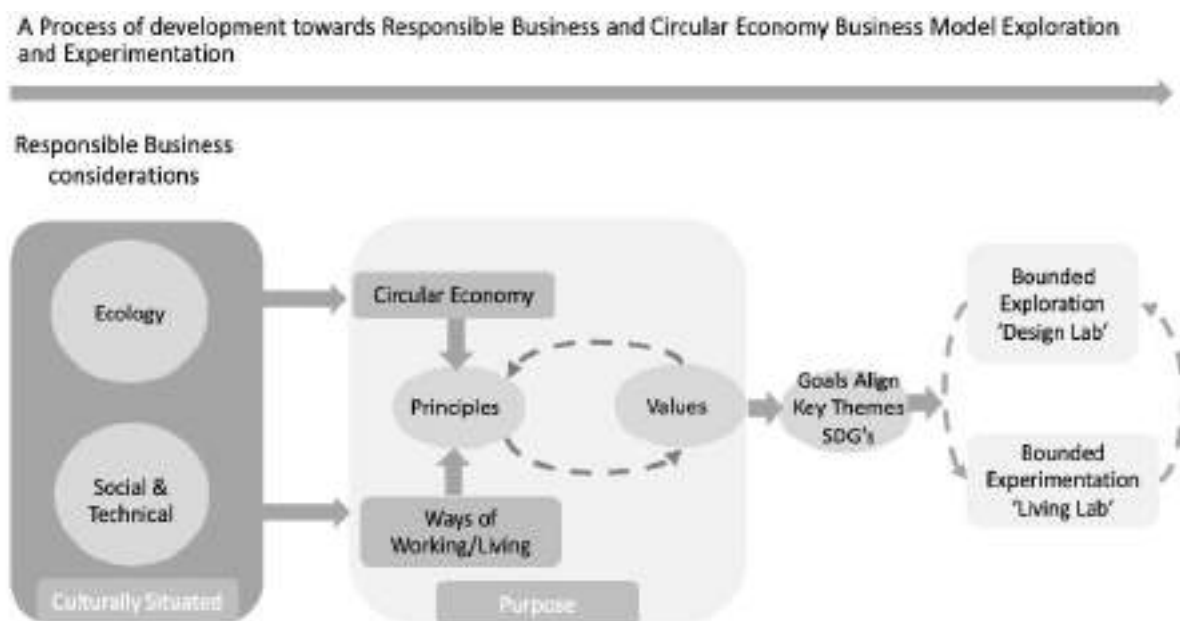 A Process of development towards Responsible Business and Circular Economy Business Model Exploration
and Experimentation
Responsible Business
considerations
Ecology
Social &
Technical
Culturally Situated
Circular Economy
Principles
Values
Ways of
Working/Living
Purpose
Goals Align
Key Themes
SDG's
Bounded
Exploration
'Design Lab'
Bounded
Experimentation
'Living Lab'